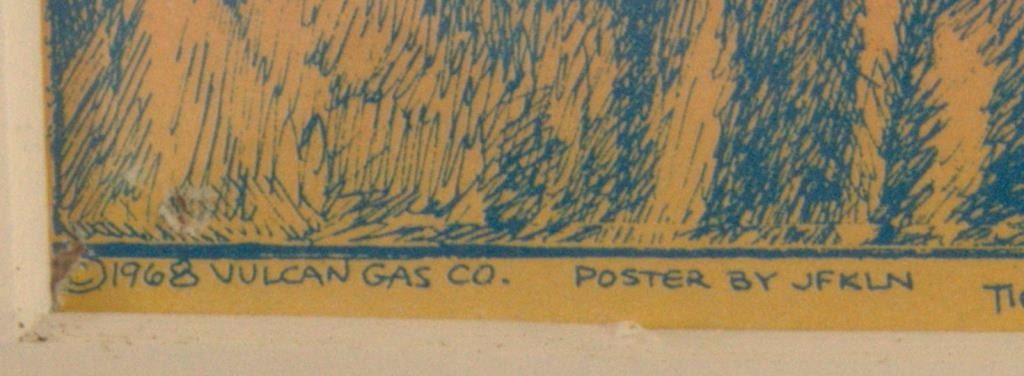 ©1968 VULCAN GAS CO. POSTER BY JFKLN